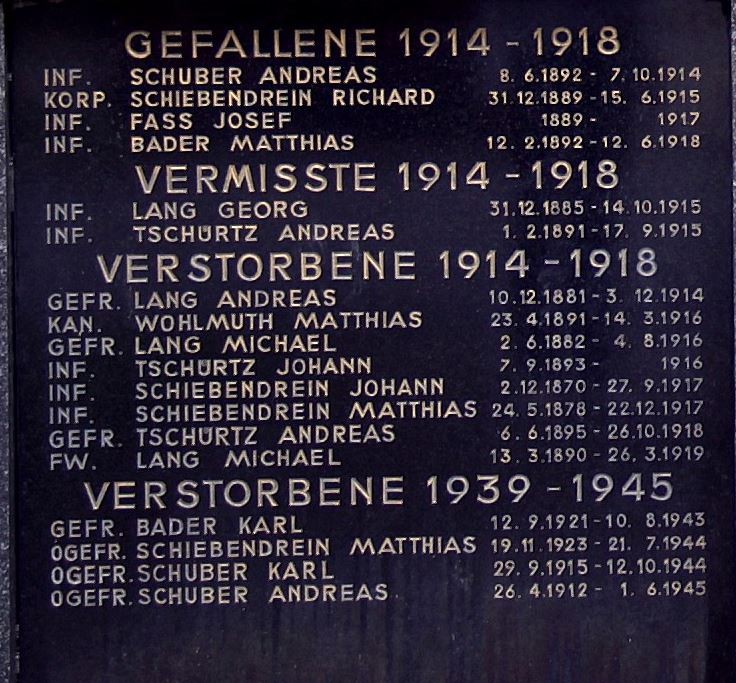 GEFALLENE 1914 - 1918
INF. SCHUBER ANDREAS 8. 6.1892 - 7.10.1914
KORP. SCHIEBENDREIN RICHARD 31.12.1889 - 15. 6.1915
INF. FASS JOSEF 1889 - 1917
INF. BADER MATTHIAS 12. 2.1892 - 12. 6.1918
VERMISSTE 1914 - 1918
INF. LANG GEORG 31.12.1885 - 14.10.1915
INF. TSCHÜRTZ ANDREAS 1. 2.1891 - 17. 9.1915
VERSTORBENE 1914 - 1918
GEFR. LANG ANDREAS 10.12.1881 - 3. 12.1914
KAN. WOHLMUTH MATTHIAS 23. 4.1891 - 14. 3.1916
GEFR. LANG MICHAEL 2. 6.1882 - 4. 8.1916
INF. TSCHÜRTZ JOHANN 7. 9.1893 - 1916
INF. SCHIEBENDREIN JOHANN 2.12.1870 - 27. 9.1917
INF. SCHIEBENDREIN MATTHIAS 24. 5.1878 - 22.12.1917
GEFR. TSCHÜRTZ ANDREAS 6. 6.1895 - 26.10.1918
FW. LANG MICHAEL 13. 3.1890 - 26. 3.1919
VERSTORBENE 1939 - 1945
GEFR. BADER KARL 12. 9.1921 - 10. 8.1943
OGEFR. SCHIEBENDREIN MATTHIAS 19.11.1923 - 21. 7.1944
OGEFR. SCHUBER KARL 29. 9.1915 - 12.10.1944
OGEFR. SCHUBER ANDREAS. 26. 4.1912 - 1. 6.1945